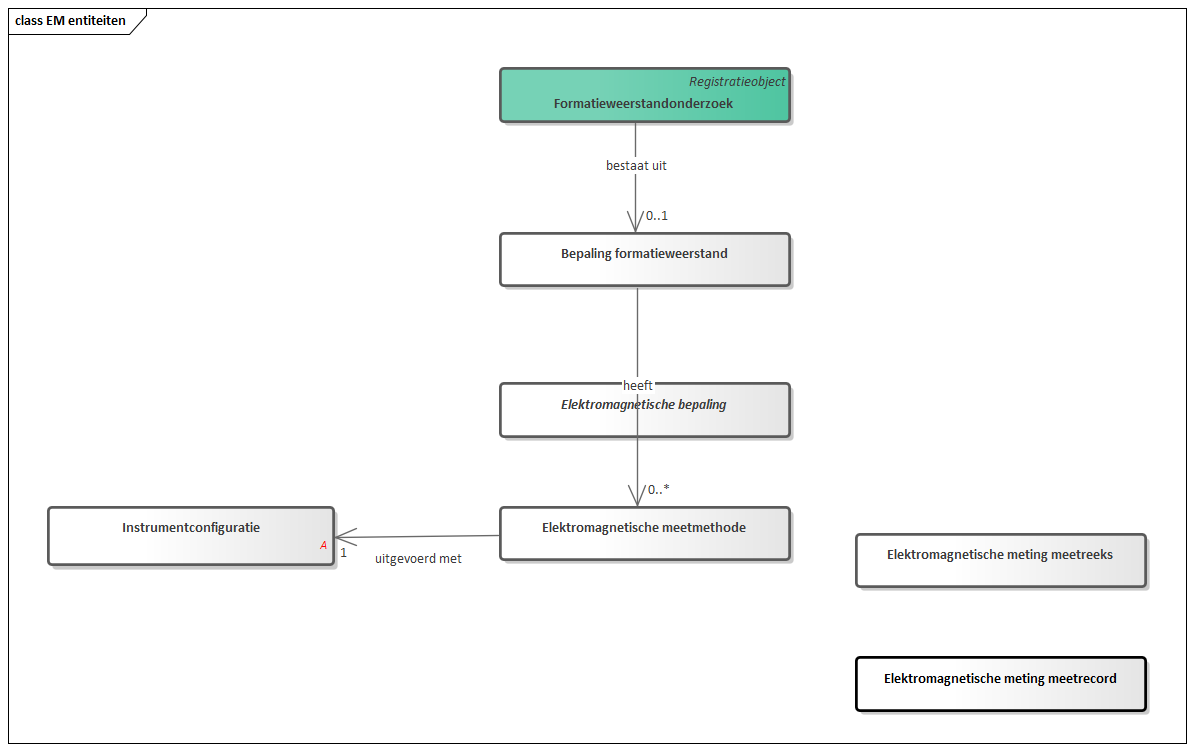 class EM entiteiten
Registratieobject
Formatieweerstandonderzoek
bestaat uit
0..1
Bepaling formatieweerstand
heeft
Elektromagnetische bepaling
0..*
Instrumentconfiguratie
A
1
uitgevoerd met
Elektromagnetische meetmethode
Elektromagnetische meting meetreeks
Elektromagnetische meting meetrecord